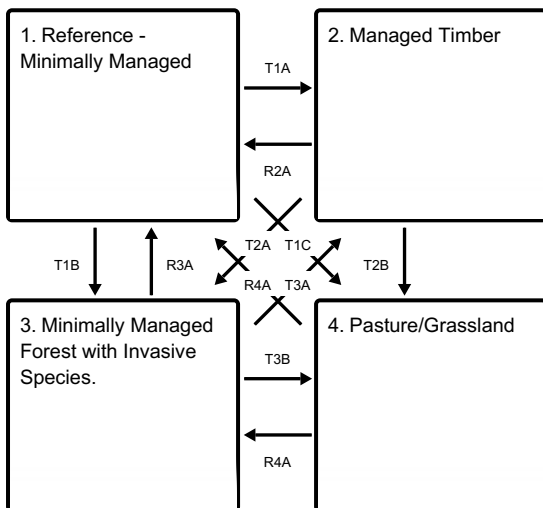 1. Reference -
Minimally Managed
2. Managed Timber
T1A
R2A
T1B
R3A
T2A
T1C
T2B
R4A
T3A
3. Minimally Managed
Forest with Invasive
Species.
4. Pasture/Grassland
T3B
R4A